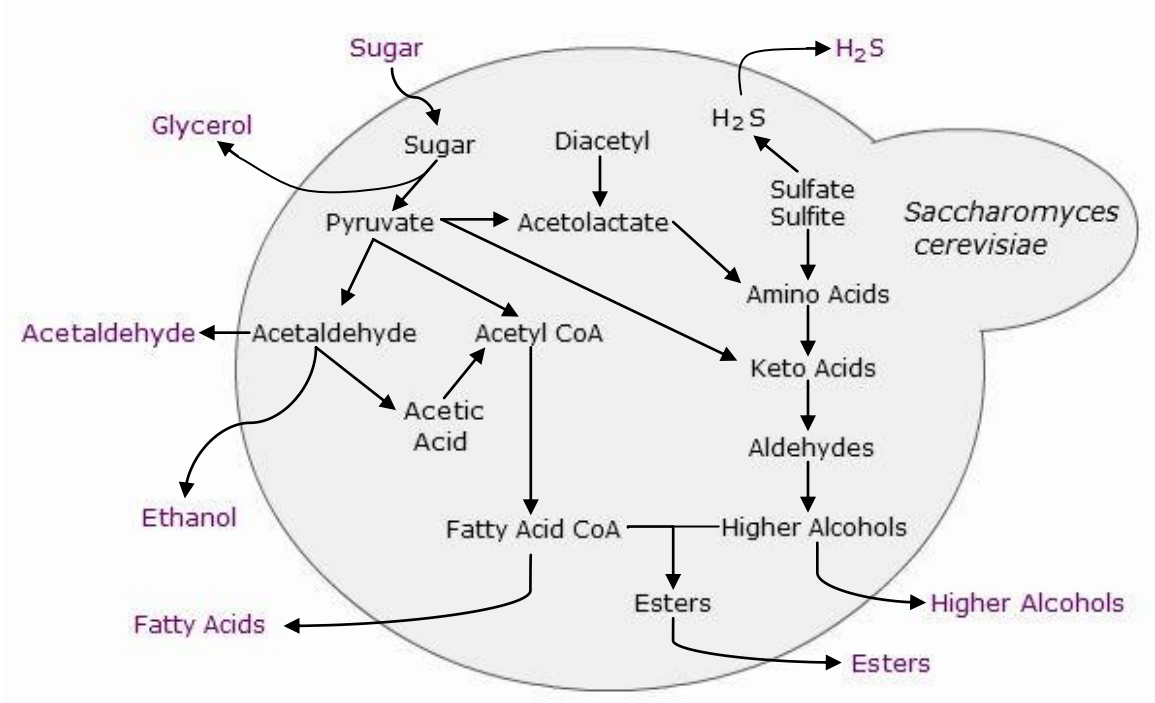 Sugar
H₂S
Glycerol
H₂S
Sugar
Diacetyl
Sulfate
Sulfite
Saccharomyces
cerevisiae
Pyruvate
Acetolactate
Amino Acids
Acetaldehyde
Acetaldehyde
Acetyl CoA
Keto Acids
Acetic
Acid
Aldehydes
Ethanol
Fatty Acid CoA
Higher Alcohols
Esters
Higher Alcohols
Fatty Acids
Esters